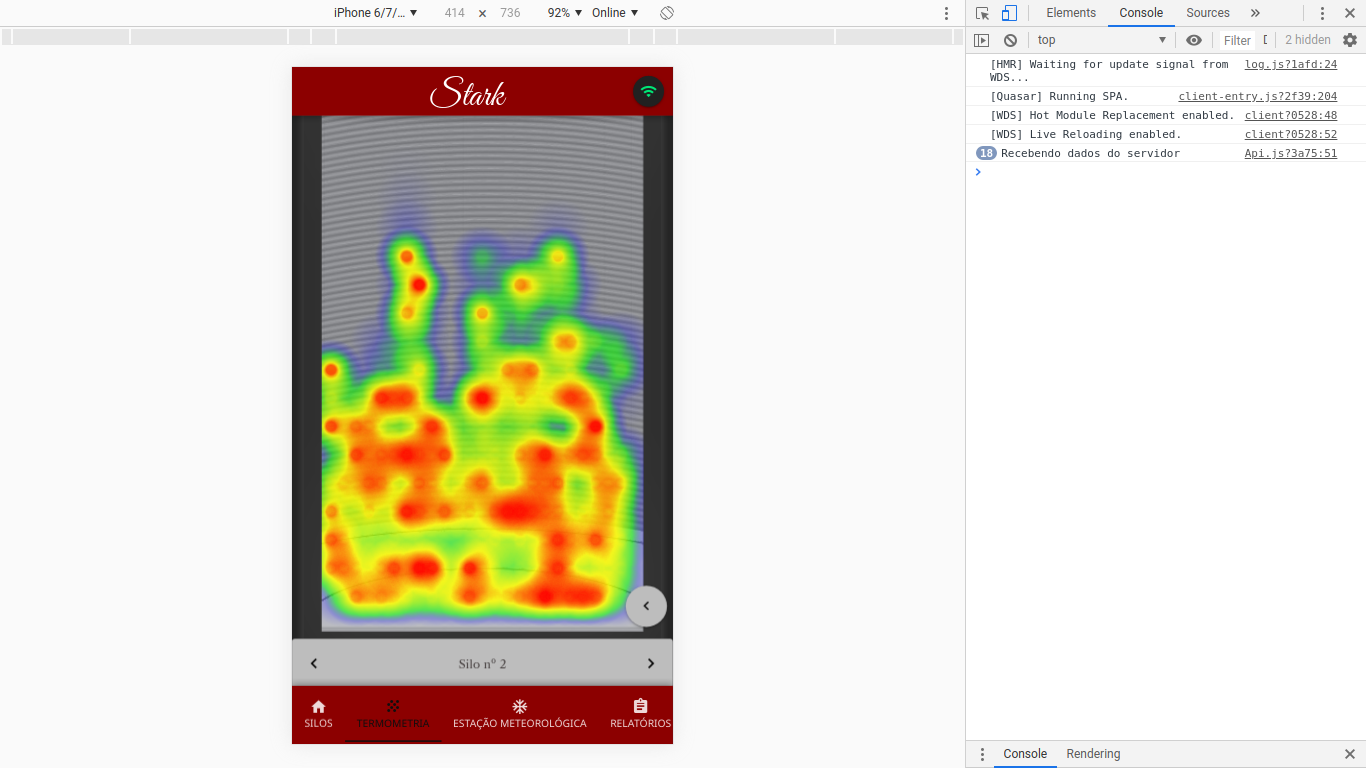 iPhone 6/7/... ▼ 414 × 736 92% ▼ Online ▼
Elements Console Sources »
top ▼ Filter 2 hidden
[HMR] Waiting for update signal from log.js?1afd:24
WDS...
[Quasar] Running SPA. client-entry.js?2f39:204
[WDS] Hot Module Replacement enabled. client?0528:48
[WDS] Live Reloading enabled. client?0528:52
18 Recebendo dados do servidor Api.js?3a75:51
Stark
Silo nº 2
SILOS TERMOMETRIA ESTAÇÃO METEOROLÓGICA RELATÓRIOS
Console Rendering